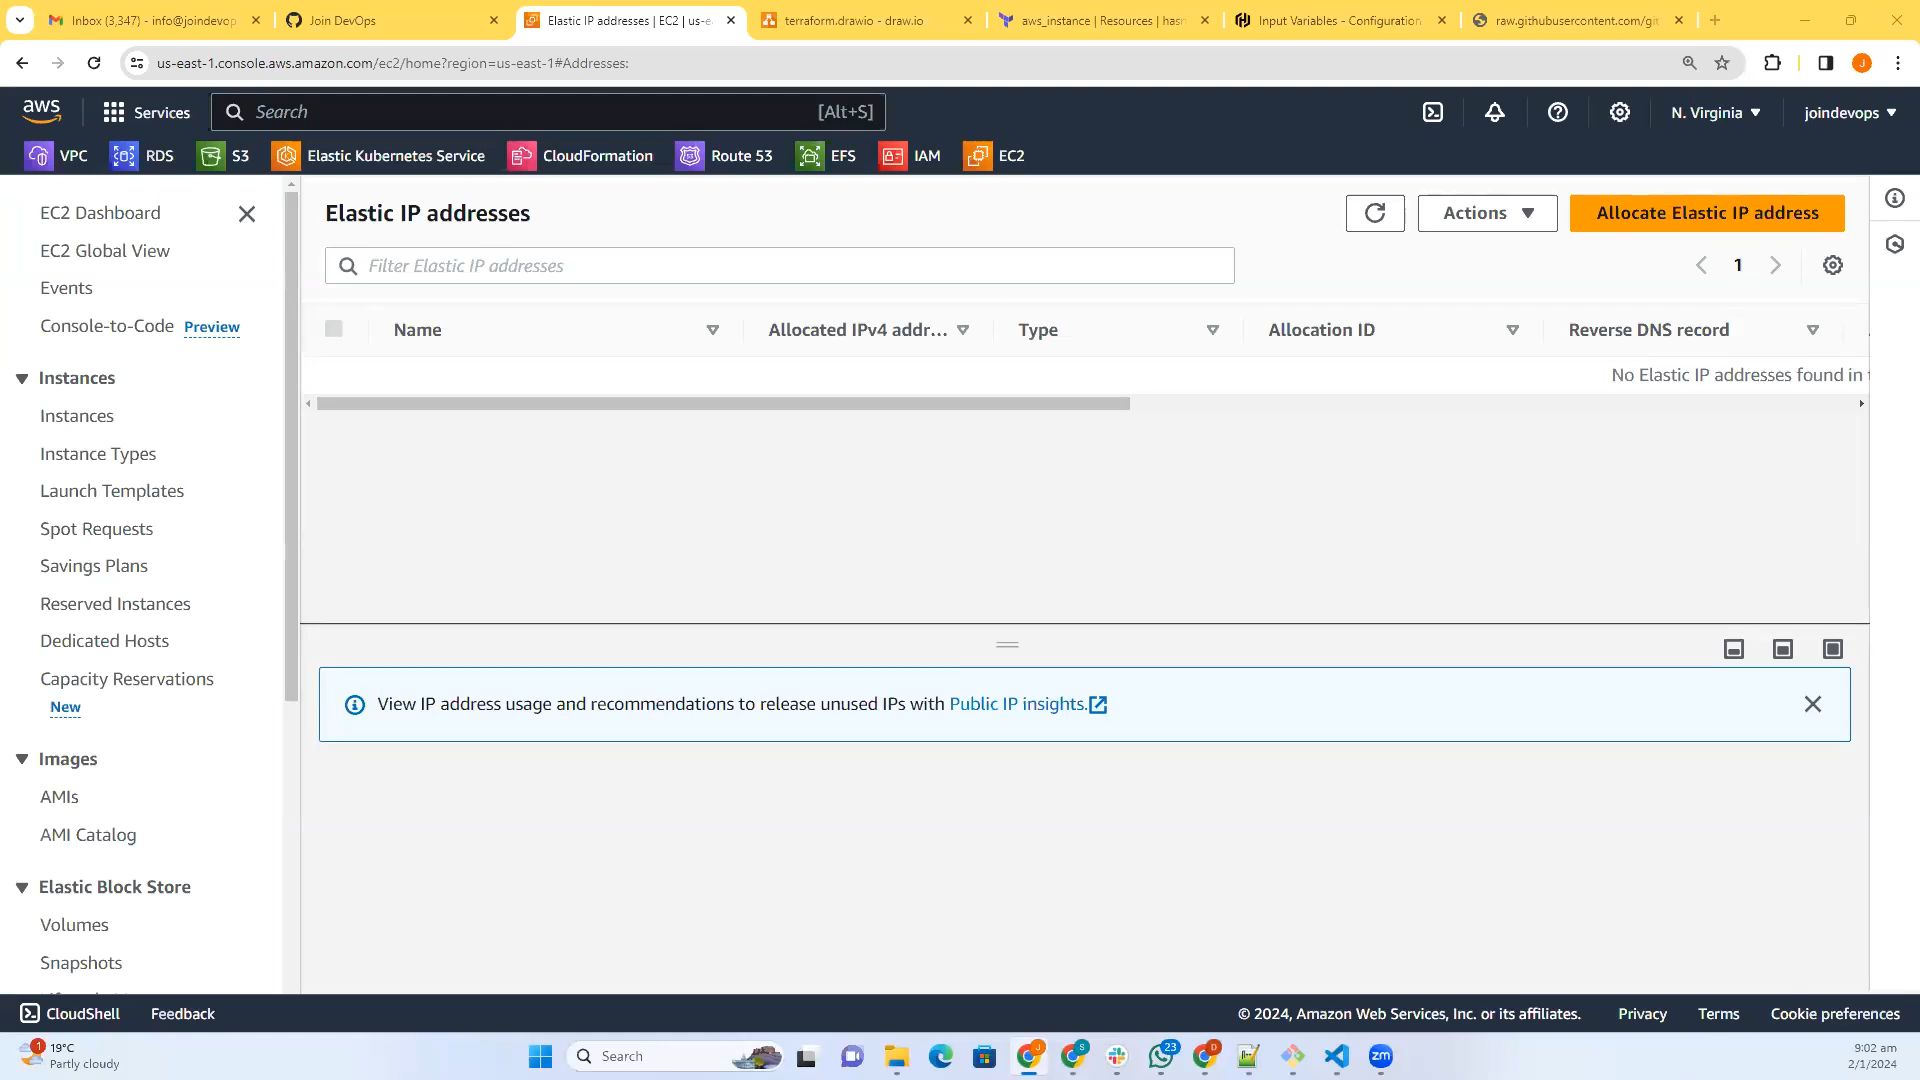 Inbox (3,347) - info@joindevop
Join DevOps
Elastic IP addresses | EC2 | us-e
terraform.drawio - draw.io
aws_instance | Resources | hash
Input Variables - Configuration
raw.githubusercontent.com/git
us-east-1.console.aws.amazon.com/ec2/home?region=us-east-1#Addresses:
J
aws
Services
Search
[Alt+S]
N. Virginia
joindevops
VPC
RDS
S3
Elastic Kubernetes Service
CloudFormation
Route 53
EFS
IAM
EC2
EC2 Dashboard
EC2 Global View
Events
Console-to-Code Preview
Instances
Instances
Instance Types
Launch Templates
Spot Requests
Savings Plans
Reserved Instances
Dedicated Hosts
Capacity Reservations
New
Images
AMIs
AMI Catalog
Elastic Block Store
Volumes
Snapshots
Elastic IP addresses
Actions
Allocate Elastic IP address
Filter Elastic IP addresses
1
Name
Allocated IPv4 addr...
Type
Allocation ID
Reverse DNS record
No Elastic IP addresses found in t
View IP address usage and recommendations to release unused IPs with Public IP insights.
CloudShell
Feedback
© 2024, Amazon Web Services, Inc. or its affiliates.
Privacy
Terms
Cookie preferences
1
19°C
Partly cloudy
Search
J
S
23
D
zm
9:02 am
2/1/2024